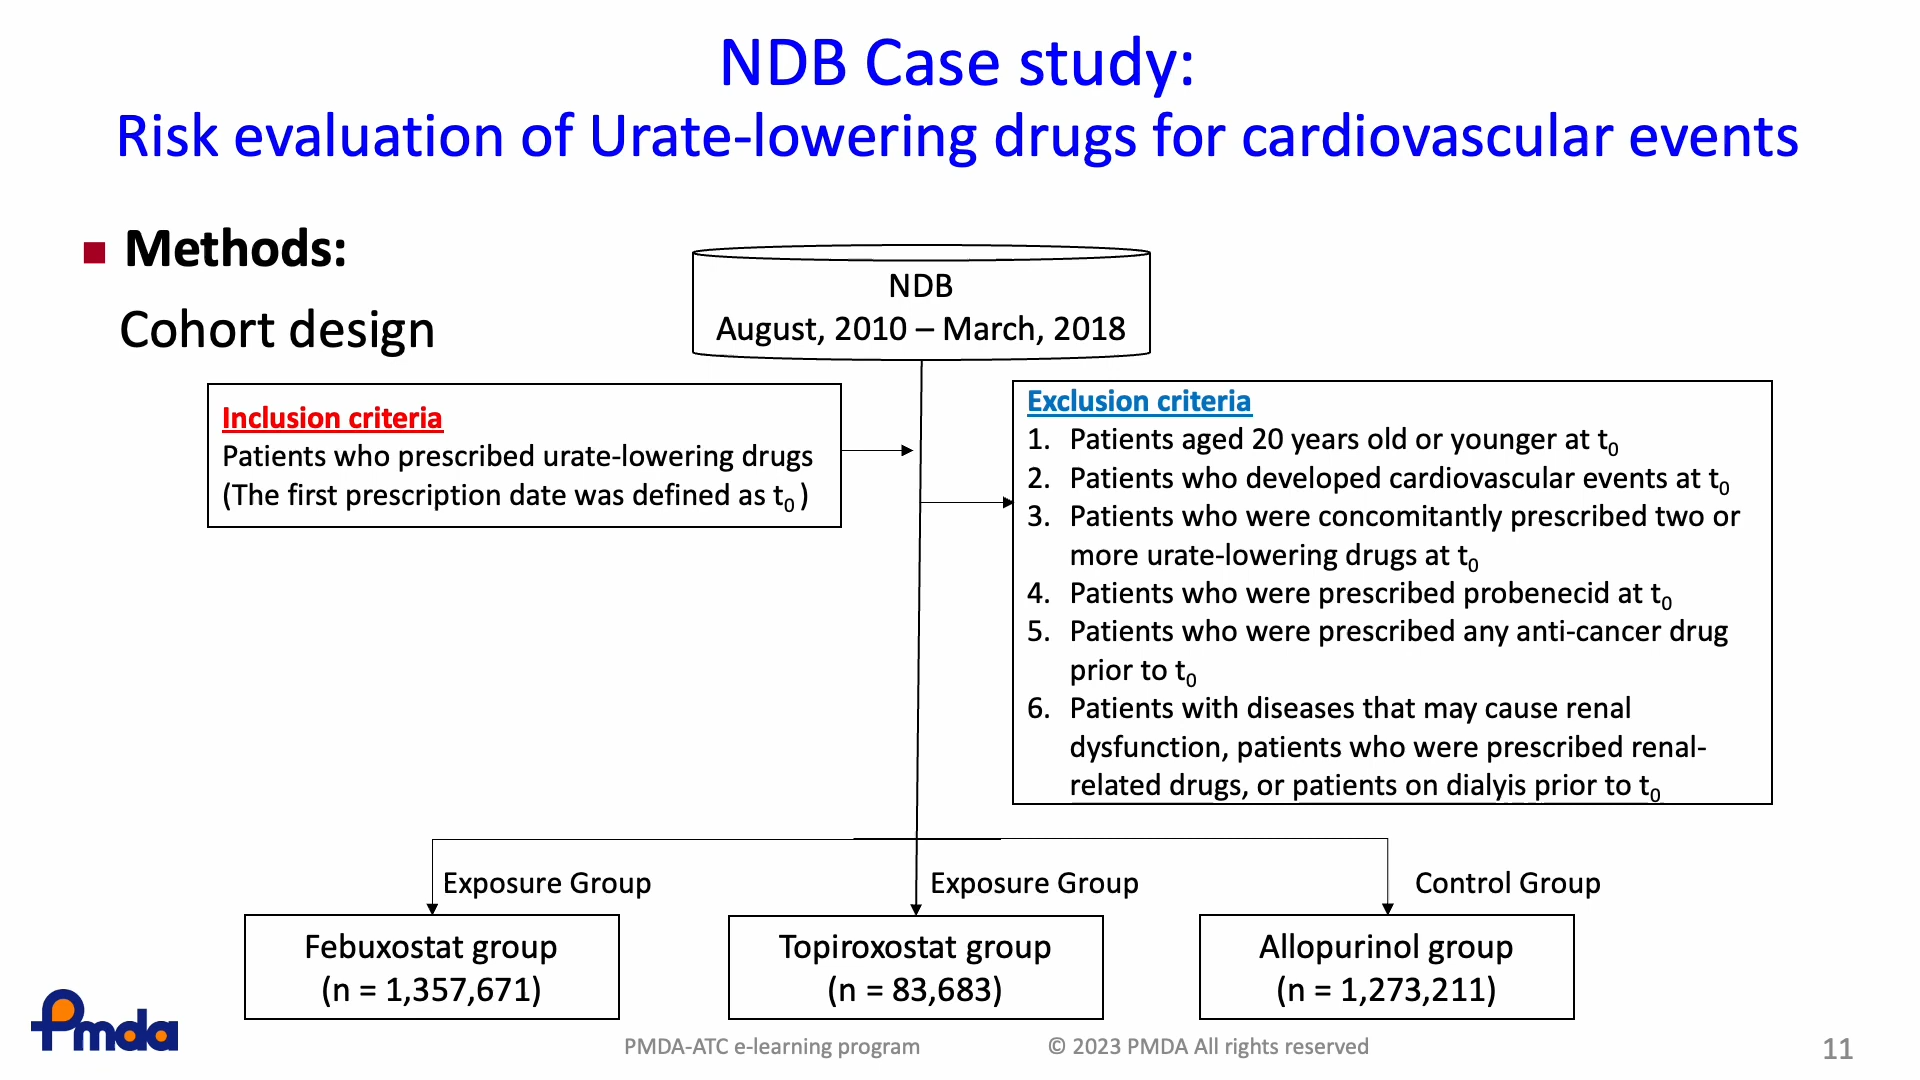 NDB Case study:
Risk evaluation of Urate-lowering drugs for cardiovascular events
Methods:
Cohort design
NDB
August, 2010 – March, 2018
Inclusion criteria
Patients who prescribed urate-lowering drugs
(The first prescription date was defined as t0 )
Exclusion criteria
1. Patients aged 20 years old or younger at t0
2. Patients who developed cardiovascular events at t0
3. Patients who were concomitantly prescribed two or
more urate-lowering drugs at t0
4. Patients who were prescribed probenecid at t0
5. Patients who were prescribed any anti-cancer drug
prior to t0
6. Patients with diseases that may cause renal
dysfunction, patients who were prescribed renal-
related drugs, or patients on dialyis prior to t0
Exposure Group
Febuxostat group
(n = 1,357,671)
Exposure Group
Topiroxostat group
(n = 83,683)
Control Group
Allopurinol group
(n = 1,273,211)
Pmda
PMDA-ATC e-learning program
© 2023 PMDA All rights reserved
11